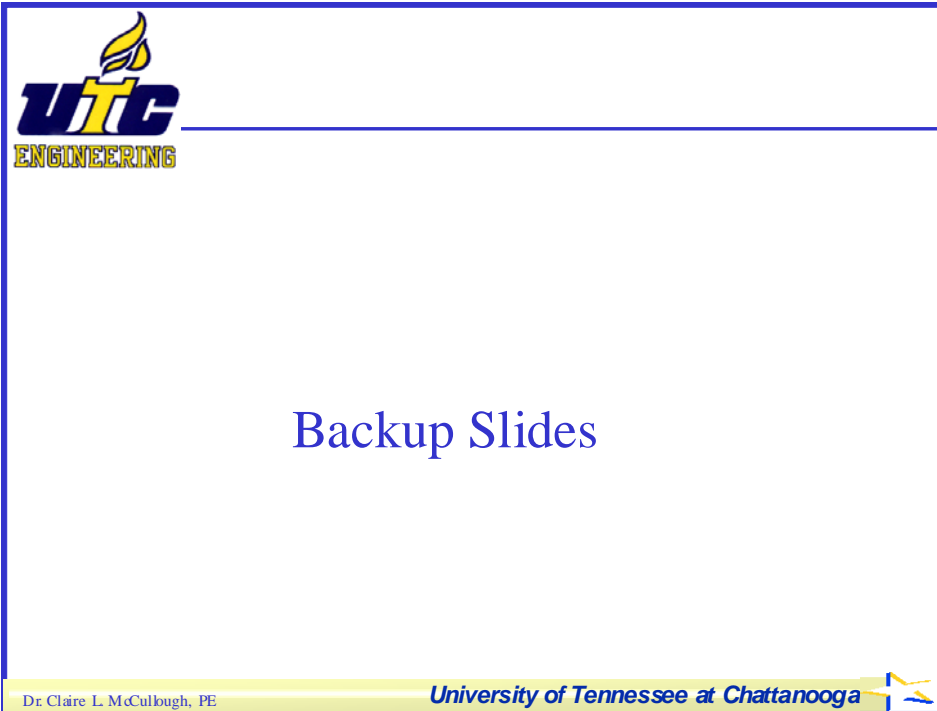 UTC
ENGINEERING
Backup Slides
Dr. Claire L. McCullough, PE
University of Tennessee at Chattanooga